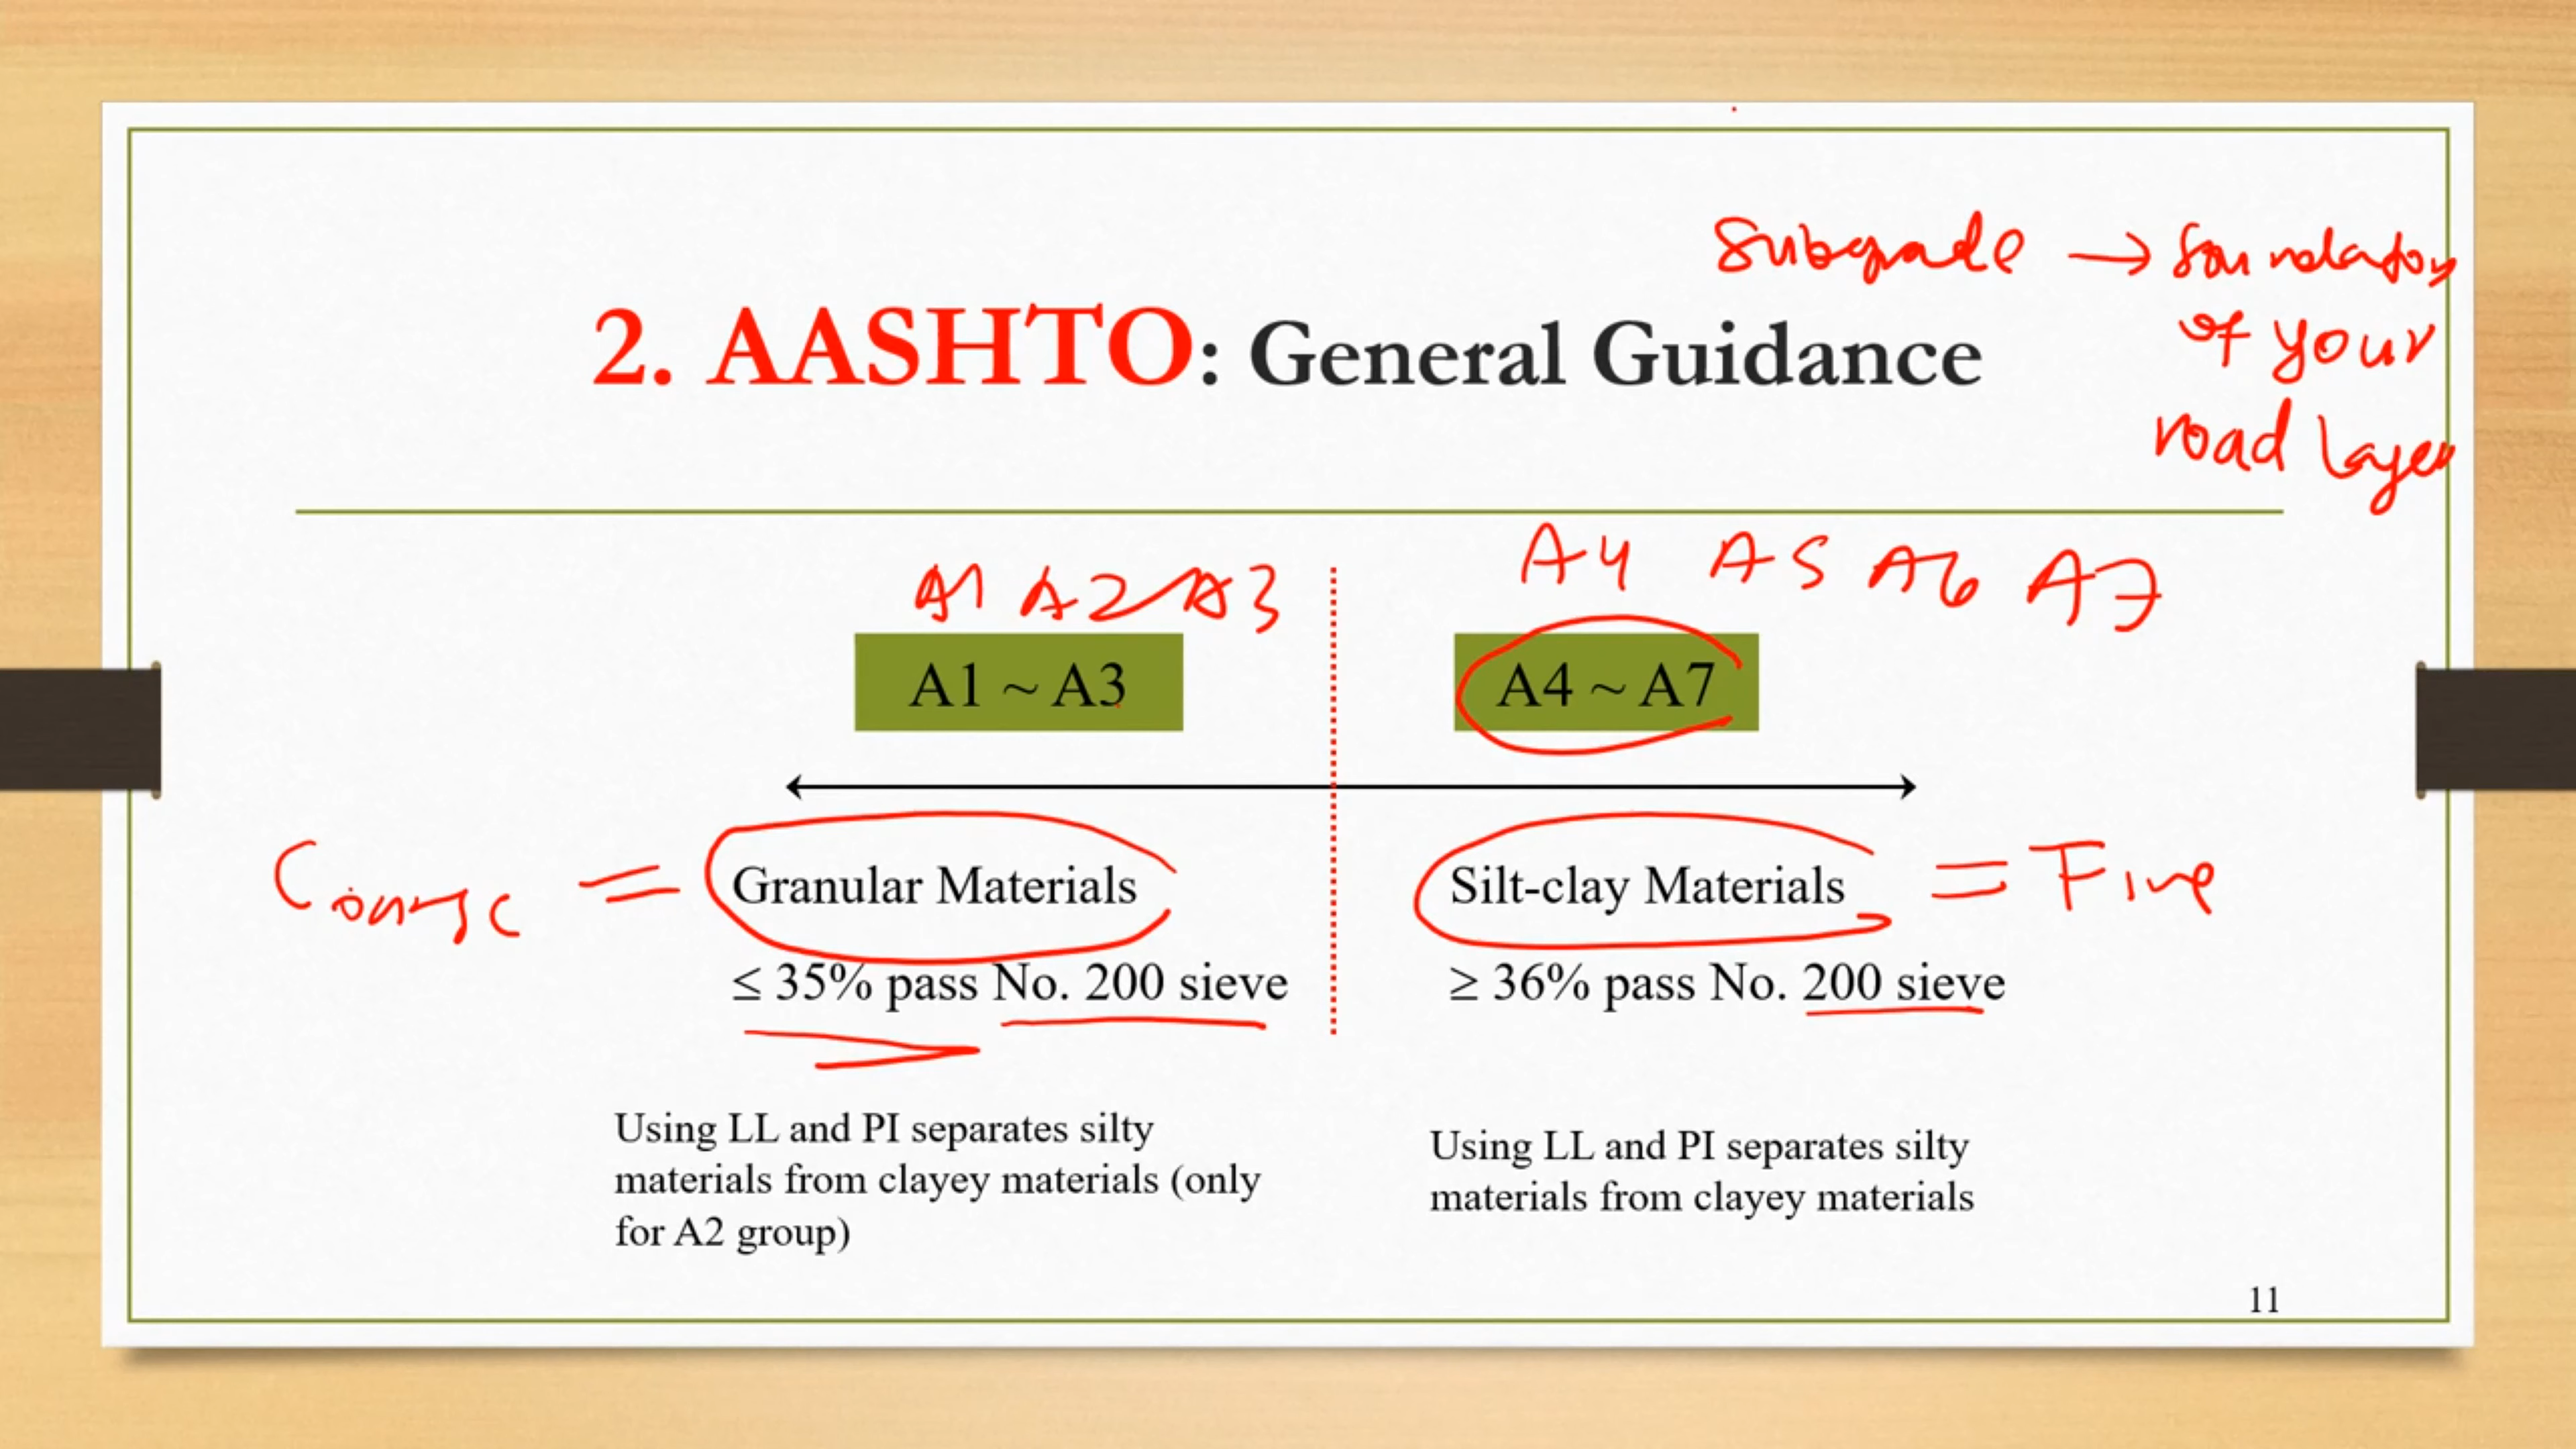 Subgrade → foundation
of your
road layer
2. AASHTO: General Guidance
A1 A2 A3
A4 A5 A6 A7
A1 ~ A3
A4 ~ A7
Coarse =
Granular Materials
Silt-clay Materials
= Fine
≤ 35% pass No. 200 sieve
≥ 36% pass No. 200 sieve
Using LL and PI separates silty
materials from clayey materials (only
for A2 group)
Using LL and PI separates silty
materials from clayey materials
11